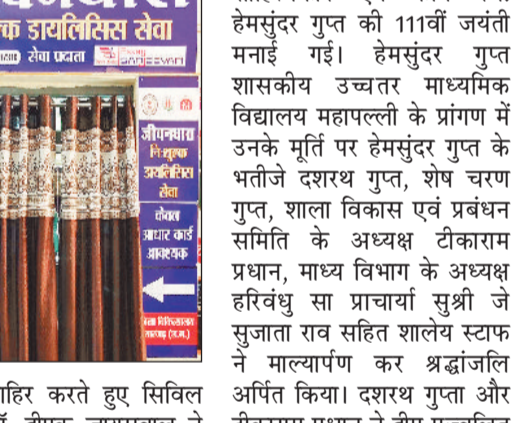 डायलिसिस सेवा
सेवा प्रदाता
SANJEEVANI
जीवनधारा
निःशुल्क
डायलिसिस
सेवा
केवल
आधार कार्ड
आवश्यक
करते हुए सिविल
हेमसुंदर गुप्त की 111वीं जयंती
मनाई गई। हेमसुंदर गुप्त
शासकीय उच्चतर माध्यमिक
विद्यालय महापल्ली के प्रांगण में
उनके मूर्ति पर हेमसुंदर गुप्त के
भतीजे दशरथ गुप्त, शेष चरण
गुप्त, शाला विकास एवं प्रबंधन
समिति के अध्यक्ष टीकाराम
प्रधान, माध्य विभाग के अध्यक्ष
हरिवंधु सा प्राचार्या सुश्री जे
सुजाता राव सहित शालेय स्टाफ
ने माल्यार्पण कर श्रद्धांजलि
अर्पित किया। दशरथ गुप्ता और